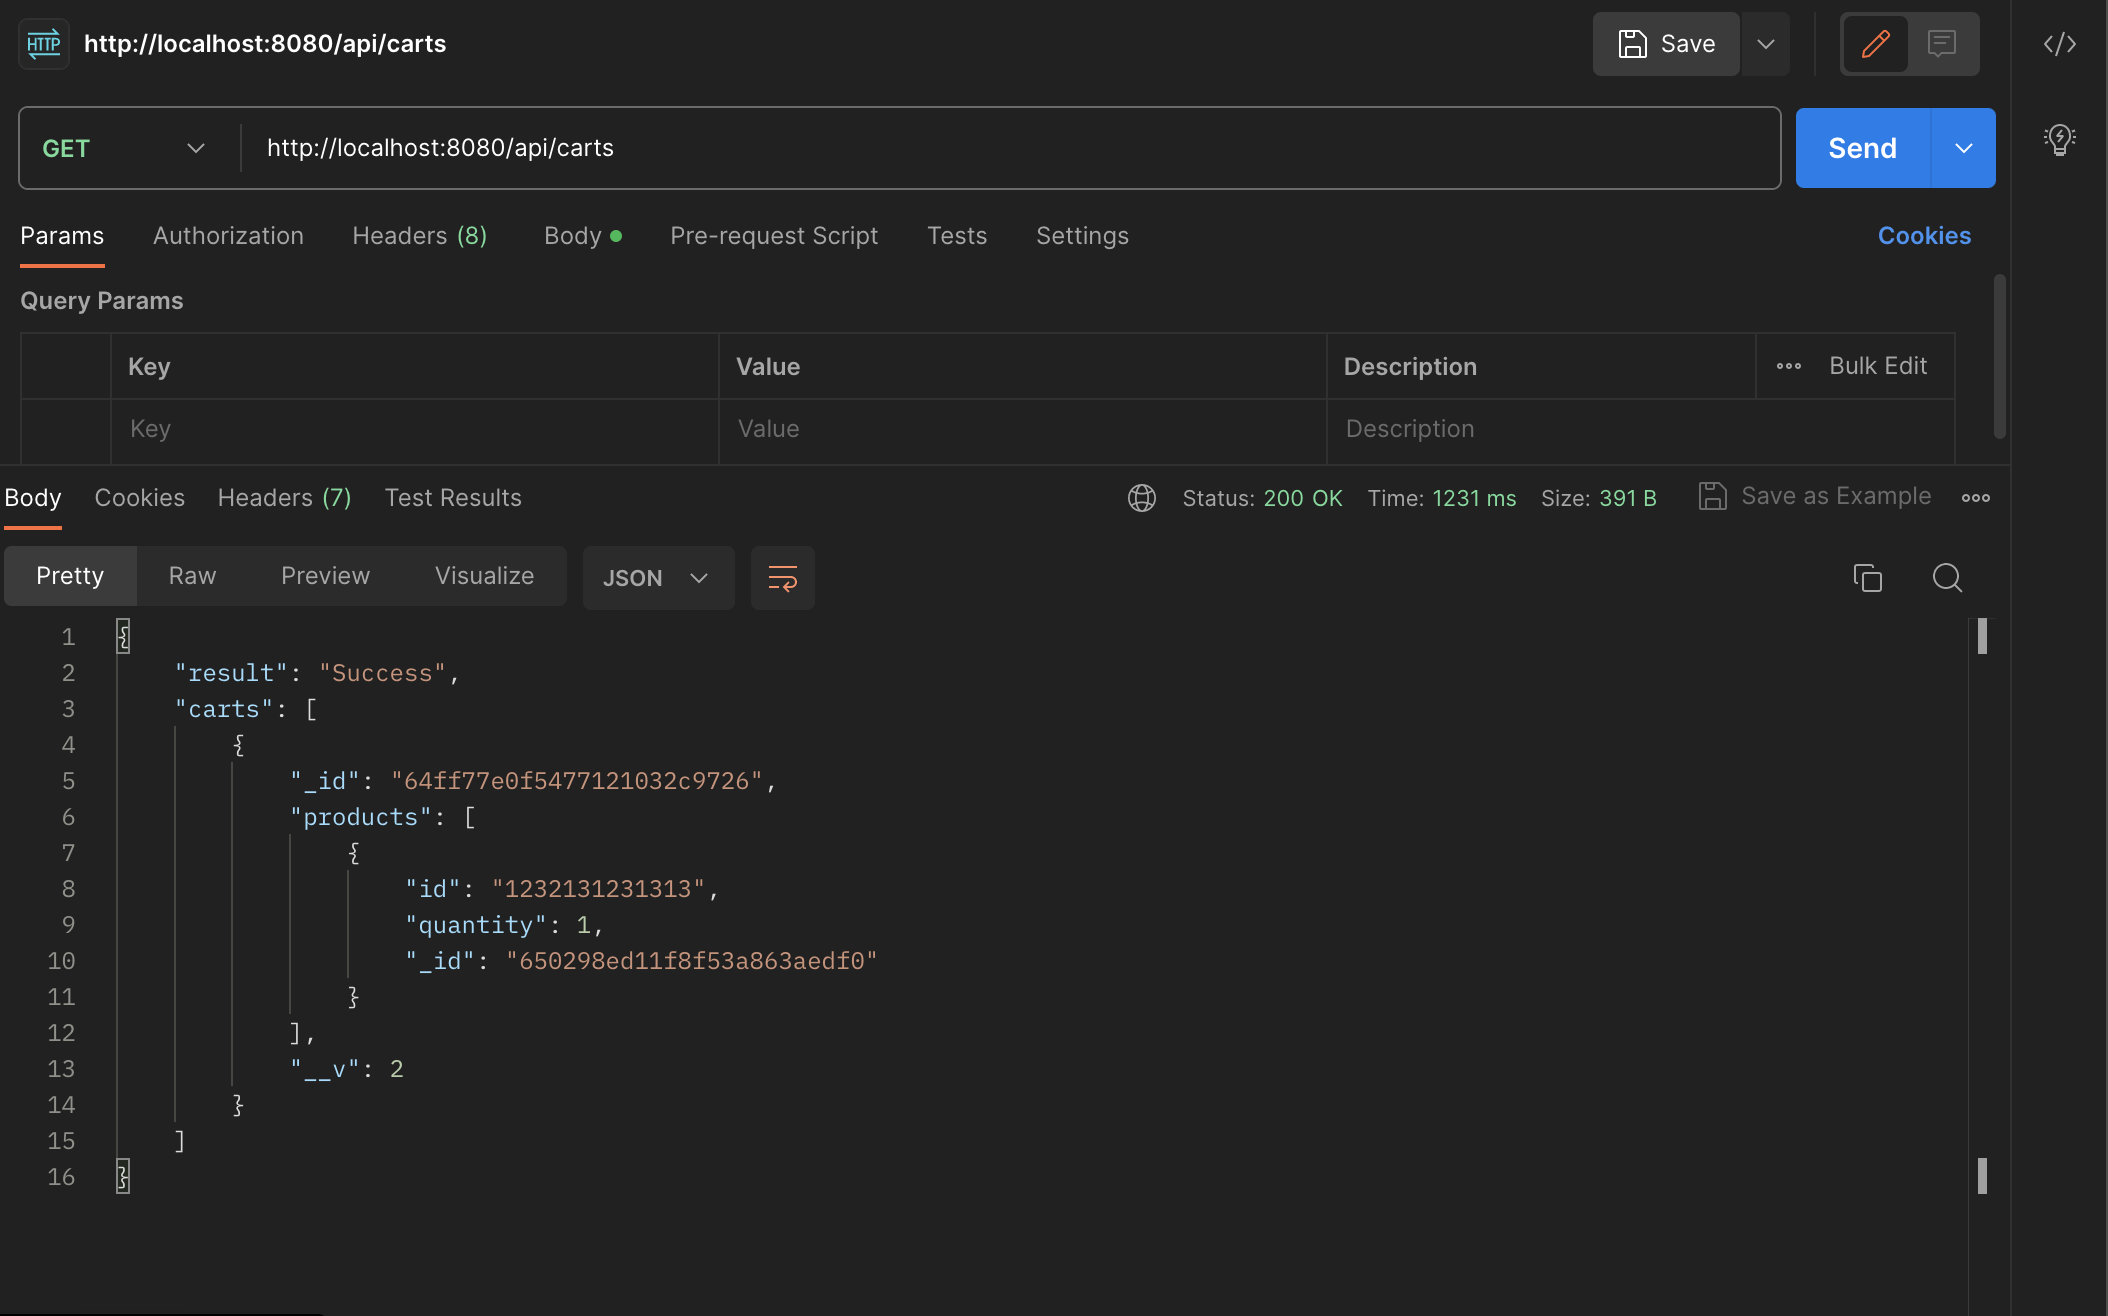 HTTP http://localhost:8080/api/carts Save
GET http://localhost:8080/api/carts Send
Params Authorization Headers (8) Body Pre-request Script Tests Settings Cookies
Query Params
Key Value Description Bulk Edit
Key Value Description
Body Cookies Headers (7) Test Results Status: 200 OK Time: 1231 ms Size: 391 B Save as Example
Pretty Raw Preview Visualize JSON
1 {
2 "result": "Success",
3 "carts": [
4 {
5 "_id": "64ff77e0f5477121032c9726",
6 "products": [
7 {
8 "id": "1232131231313",
9 "quantity": 1,
10 "_id": "650298ed11f8f53a863aedf0"
11 }
12 ],
13 "__v": 2
14 }
15 ]
16 }